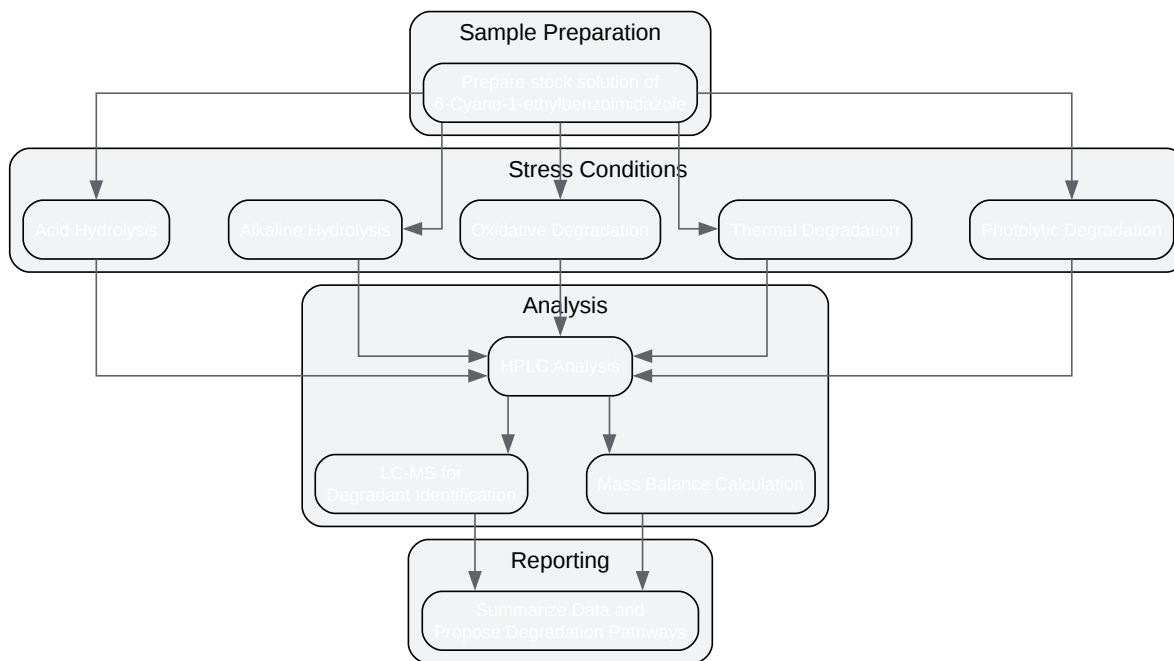 Sample Preparation
Prepare stock solution of
6-Cyano-1-ethylbenzoimidazole
Stress Conditions
Acid Hydrolysis
Alkaline Hydrolysis
Oxidative Degradation
Thermal Degradation
Photolytic Degradation
Analysis
HPLC Analysis
LC-MS for
Degradant Identification
Mass Balance Calculation
Reporting
Summarize Data and
Propose Degradation Pathways